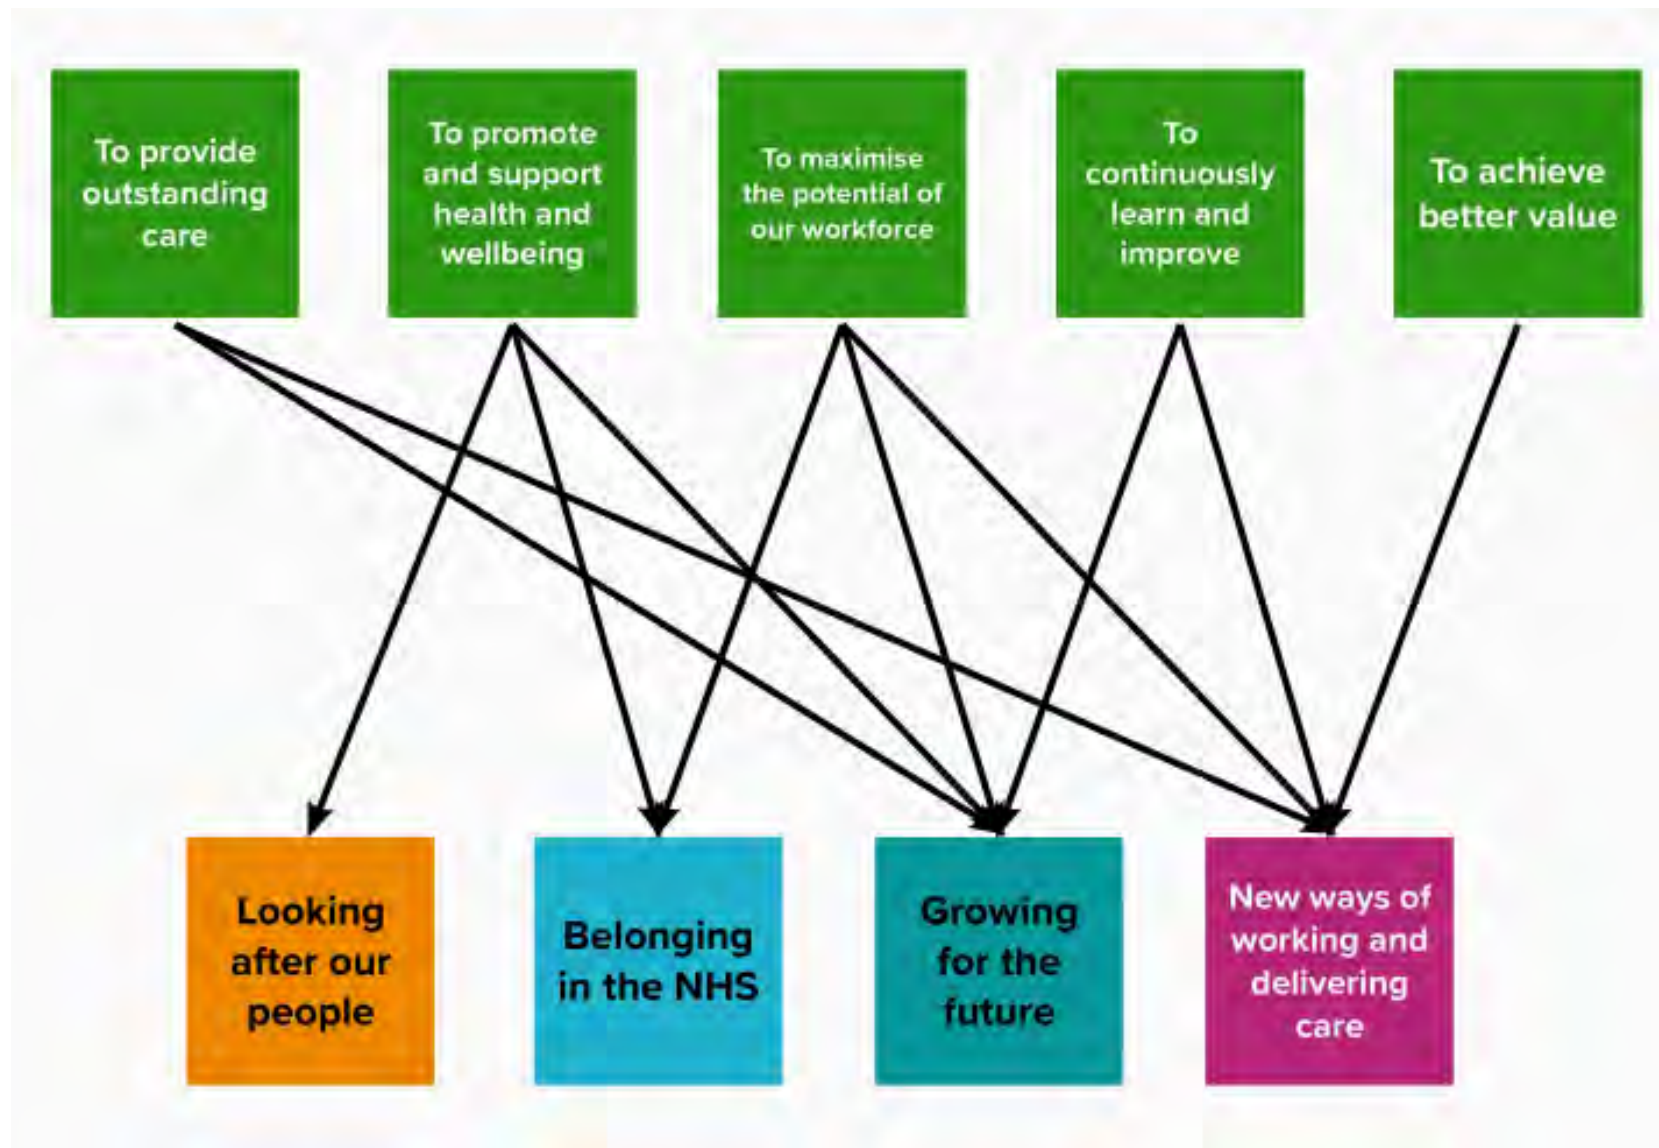 To provide
outstanding
care
To promote
and support
health and
wellbeing
To maximise
the potential of
our workforce
To
continuously
learn and
improve
To achieve
better value
Looking
after our
people
Belonging
in the NHS
Growing
for the
future
New ways of
working and
delivering
care